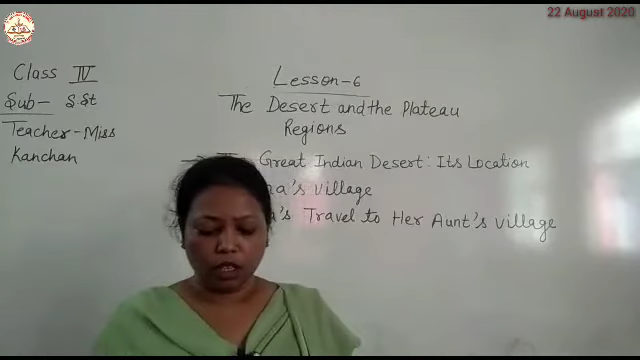 22 August 2020
Class IV
Sub- S.St
Teacher-Miss
Kanchan
Lesson-6
The Desert and the Plateau
Regions
Great Indian Desert: Its Location
's village
's Travel to Her Aunt's village